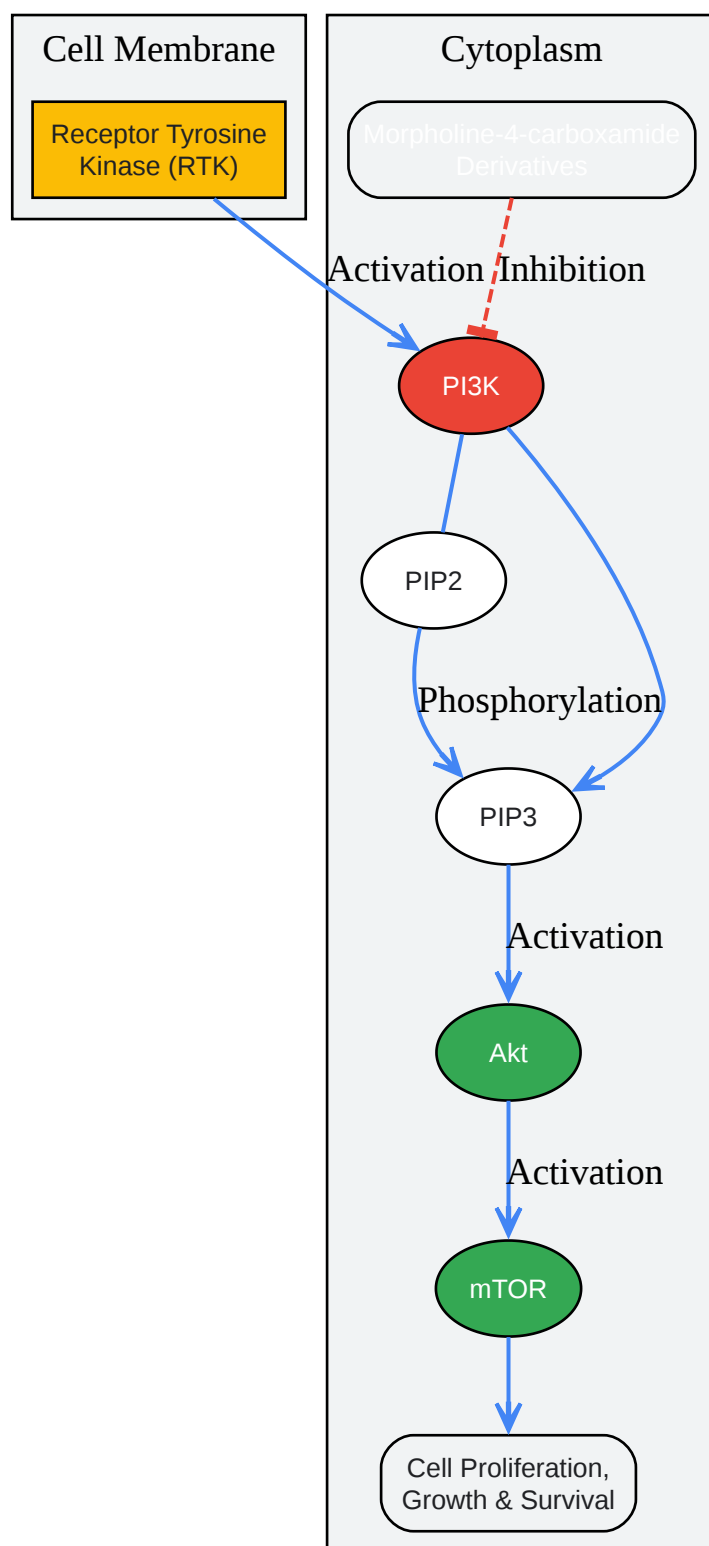 Cell Membrane
Receptor Tyrosine
Kinase (RTK)
Cytoplasm
Morpholine-4-carboxamide
Derivatives
Activation
Inhibition
PI3K
PIP2
Phosphorylation
PIP3
Activation
Akt
Activation
mTOR
Cell Proliferation,
Growth & Survival